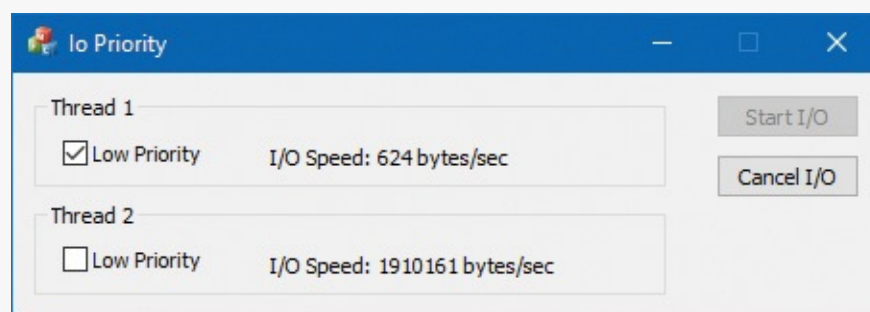 Io Priority
Thread 1
Low Priority I/O Speed: 624 bytes/sec
Start I/O
Cancel I/O
Thread 2
Low Priority I/O Speed: 1910161 bytes/sec